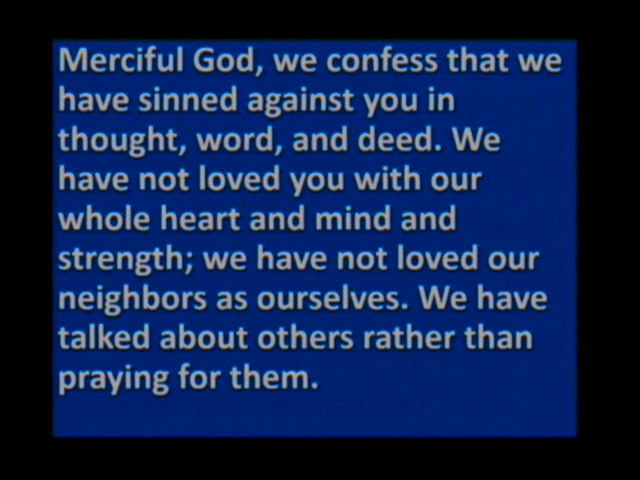 Merciful God, we confess that we
have sinned against you in
thought, word, and deed. We
have not loved you with our
whole heart and mind and
strength; we have not loved our
neighbors as ourselves. We have
talked about others rather than
praying for them.